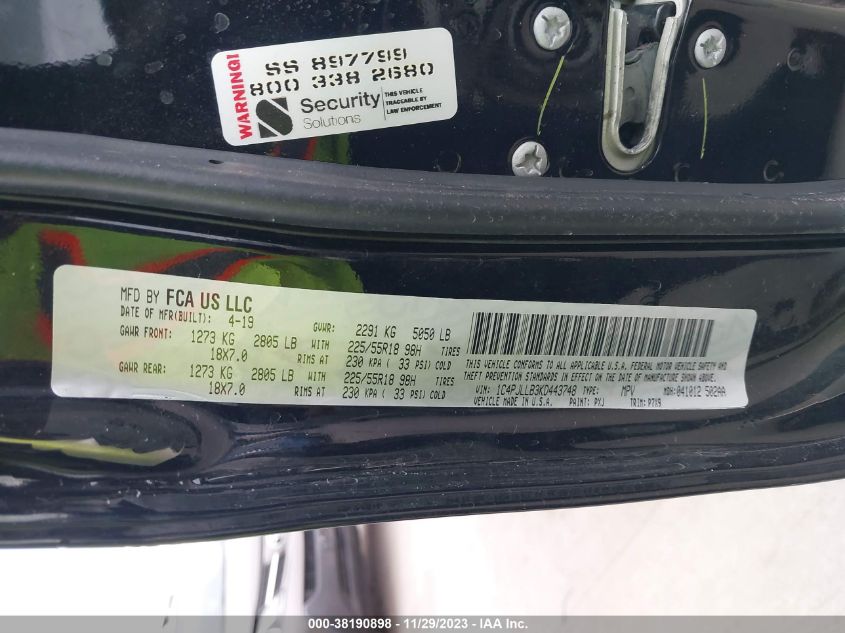 WARNING!
SS 897799
800 338 2680
S Security Solutions
THIS VEHICLE
TRACEABLE BY
LAW ENFORCEMENT
MFD BY FCA US LLC
DATE OF MFR(BUILT): 4-19 GVWR: 2291 KG 5050 LB
GAWR FRONT: 1273 KG 2805 LB WITH 225/55R18 98H TIRES
18X7.0 RIMS AT 230 KPA ( 33 PSI) COLD
GAWR REAR: 1273 KG 2805 LB WITH 225/55R18 98H TIRES
18X7.0 RIMS AT 230 KPA ( 33 PSI) COLD
THIS VEHICLE CONFORMS TO ALL APPLICABLE U.S.A. FEDERAL MOTOR VEHICLE SAFETY AND
THEFT PREVENTION STANDARDS IN EFFECT ON THE DATE OF MANUFACTURE SHOWN ABOVE.
VIN: 1C4PJLLB3KD443748 TYPE: MPV MDH: 041012 502AA
VEHICLE MADE IN U.S.A. PAINT: PXJ TRIM:
000-38190898 - 11/29/2023 - IAA Inc.